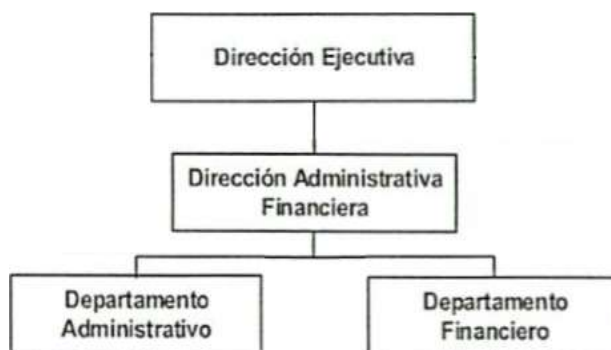 Dirección Ejecutiva
Dirección Administrativa
Financiera
Departamento
Administrativo
Departamento
Financiero